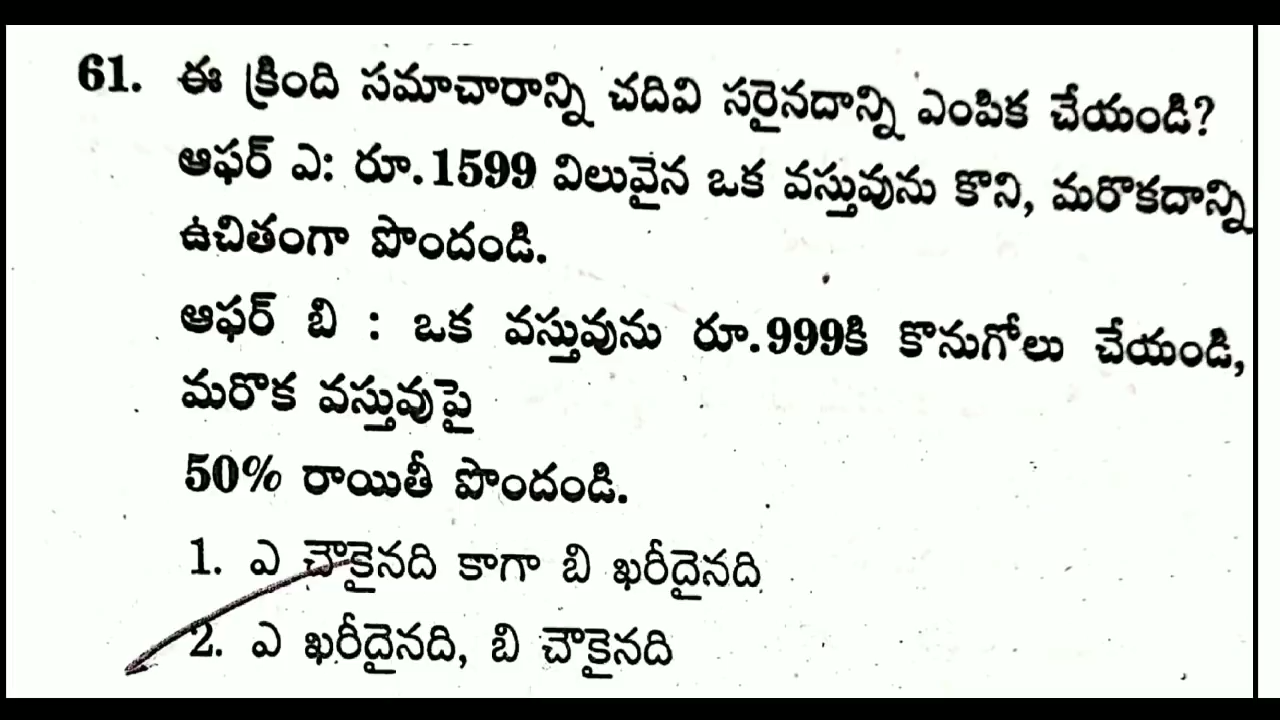 61. ఈ క్రింది సమాచారాన్ని చదివి సరైనదాన్ని ఎంపిక చేయండి?
ఆఫర్ ఎ: రూ.1599 విలువైన ఒక వస్తువును కొని, మరొకదాన్ని
ఉచితంగా పొందండి.
ఆఫర్ బి : ఒక వస్తువును రూ.999కి కొనుగోలు చేయండి,
మరొక వస్తువుపై
50% రాయితీ పొందండి.
1. ఎ చౌకైనది కాగా బి ఖరీదైనది
2. ఎ ఖరీదైనది, బి చౌకైనది